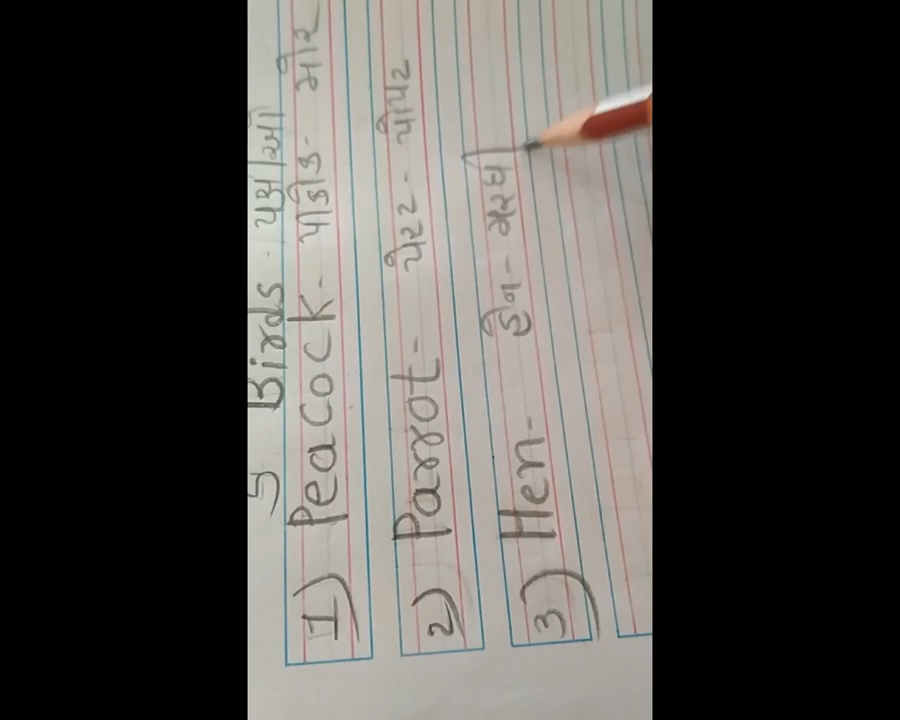 5 Birds - પક્ષીઓ
1) Peacock - પીકોક - મોર
2) Parrot - પેરટ - પોપટ
3) Hen - હેન - મરઘી